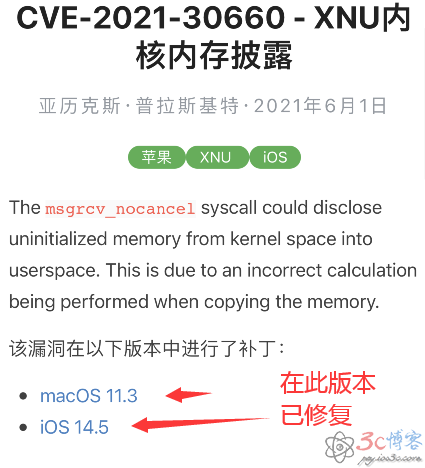 CVE-2021-30660 - XNU内
核内存披露
亚历克斯·普拉斯基特·2021年6月1日
苹果 XNU iOS
The msgrcv_nocancel syscall could disclose
uninitialized memory from kernel space into
userspace. This is due to an incorrect calculation
being performed when copying the memory.
该漏洞在以下版本中进行了补丁：
• macOS 11.3
• iOS 14.5
在此版本
已修复
3c博客